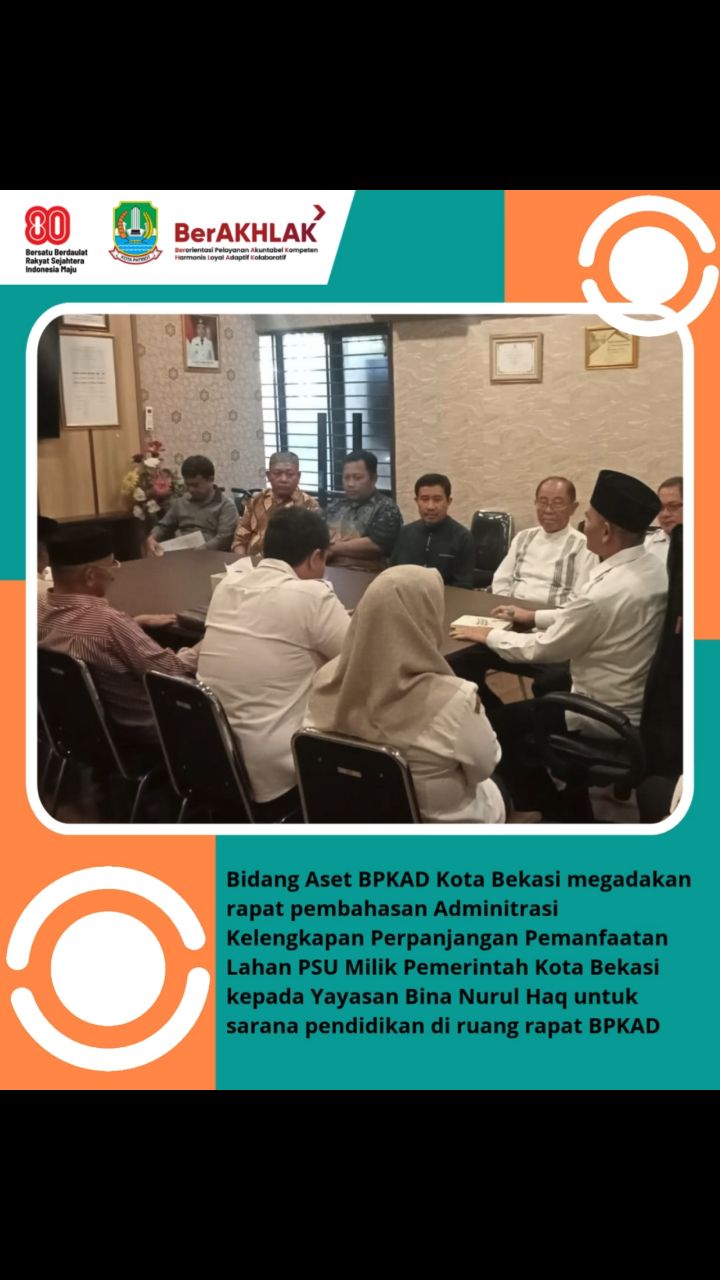 80
Bersatu Berdaulat
Rakyat Sejahtera
Indonesia Maju
KOTA PATRIOT
BerAKHLAK
Berorientasi Pelayanan Akuntabel Kompeten
Harmonis Loyal Adaptif Kolaboratif
Bidang Aset BPKAD Kota Bekasi megadakan
rapat pembahasan Adminitrasi
Kelengkapan Perpanjangan Pemanfaatan
Lahan PSU Milik Pemerintah Kota Bekasi
kepada Yayasan Bina Nurul Haq untuk
sarana pendidikan di ruang rapat BPKAD